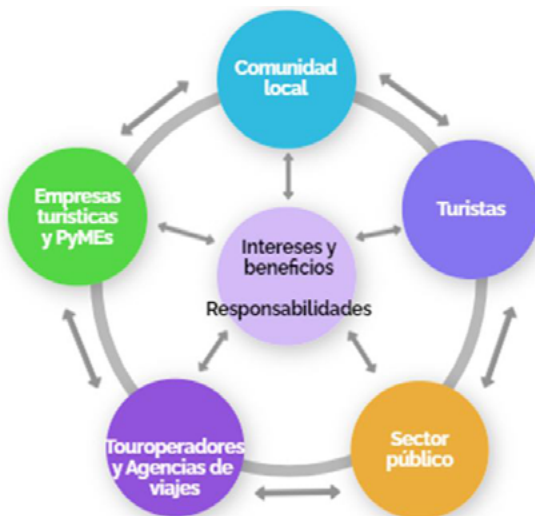 Comunidad
local
Empresas
turísticas
y PyMEs
Turistas
Intereses y
beneficios
Responsabilidades
Touroperadores
y Agencias de
viajes
Sector
público